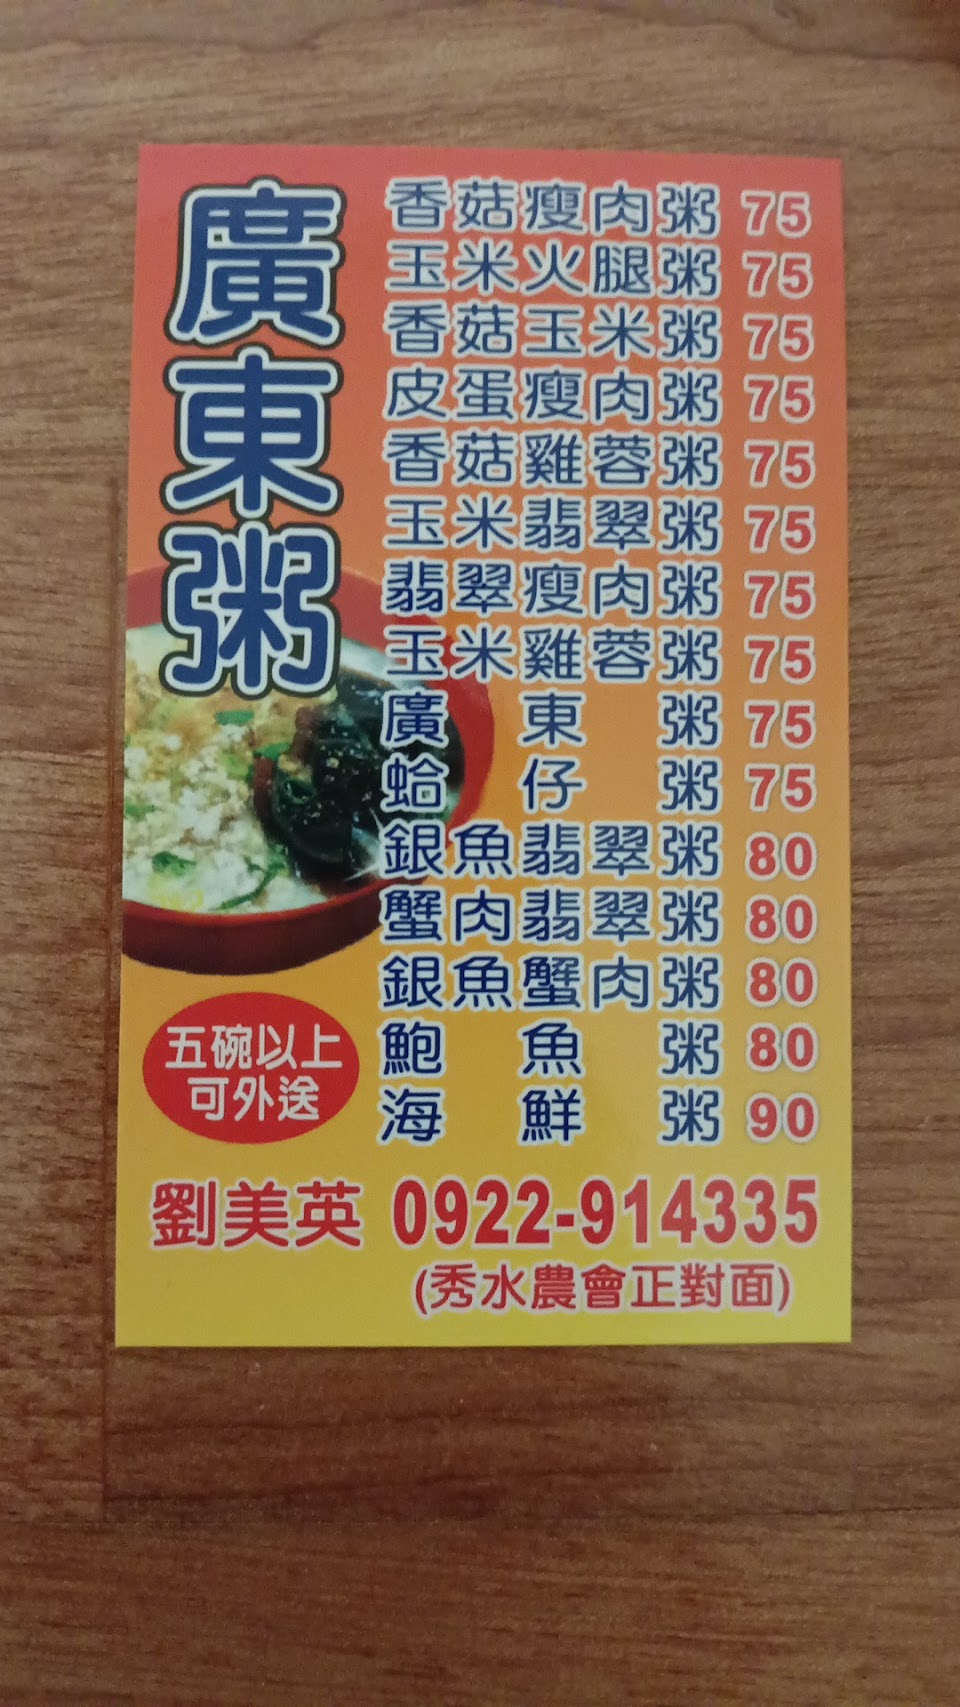 廣東粥
香菇瘦肉粥 75
玉米火腿粥 75
香菇玉米粥 75
皮蛋瘦肉粥 75
香菇雞蓉粥 75
玉米翡翠粥 75
翡翠瘦肉粥 75
玉米雞蓉粥 75
廣東粥 75
蛤仔粥 75
銀魚翡翠粥 80
蟹肉翡翠粥 80
銀魚蟹肉粥 80
鮑魚粥 80
海鮮粥 90
五碗以上
可外送
劉美英 0922-914335
(秀水農會正對面)